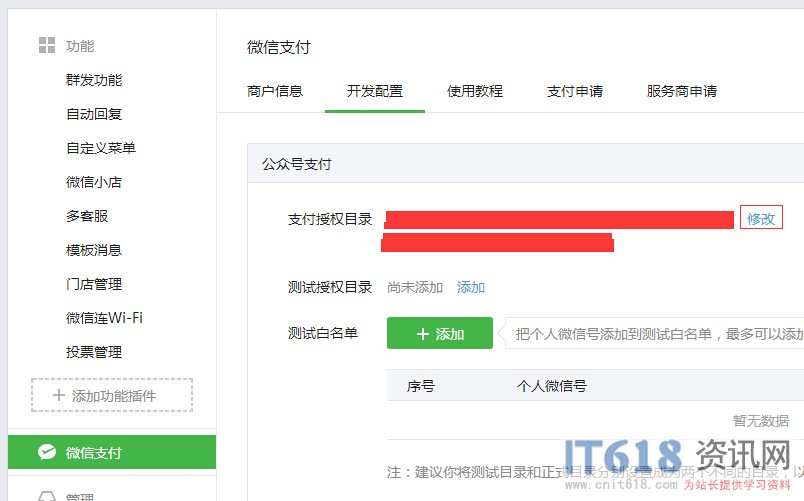 功能
群发功能
自动回复
自定义菜单
微信小店
多客服
模板消息
门店管理
微信连Wi-Fi
投票管理
添加功能插件
微信支付
管理
微信支付
商户信息 开发配置 使用教程 支付申请 服务商申请
公众号支付
支付授权目录 修改
测试授权目录 尚未添加 添加
测试白名单 添加 把个人微信号添加到测试白名单，最多可以添加
序号 个人微信号
暂无数据
注：建议你将测试目录和正式目录分别设置成为两个不同的目录，以
IT618 资讯网
www.cnit618.com 为站长提供学习资料